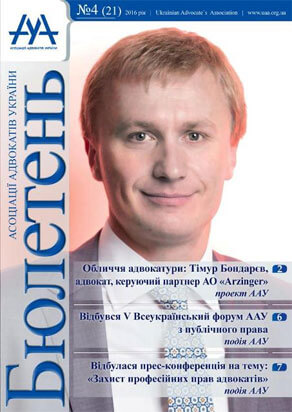 №4 (21) 2016 рік | Ukrainian Advocate`s Association | www.uaa.org.ua
АСОЦІАЦІЯ АДВОКАТІВ УКРАЇНИ
АСОЦІАЦІЇ АДВОКАТІВ УКРАЇНИ
Бюлетень
Обличчя адвокатури: Тімур Бондарєв, 2
адвокат, керуючий партнер АО «Arzinger»
проект ААУ
Відбувся V Всеукраїнський форум ААУ 6
з публічного права
подія ААУ
Відбулася прес-конференція на тему: 7
«Захист професійних прав адвокатів»
подія ААУ